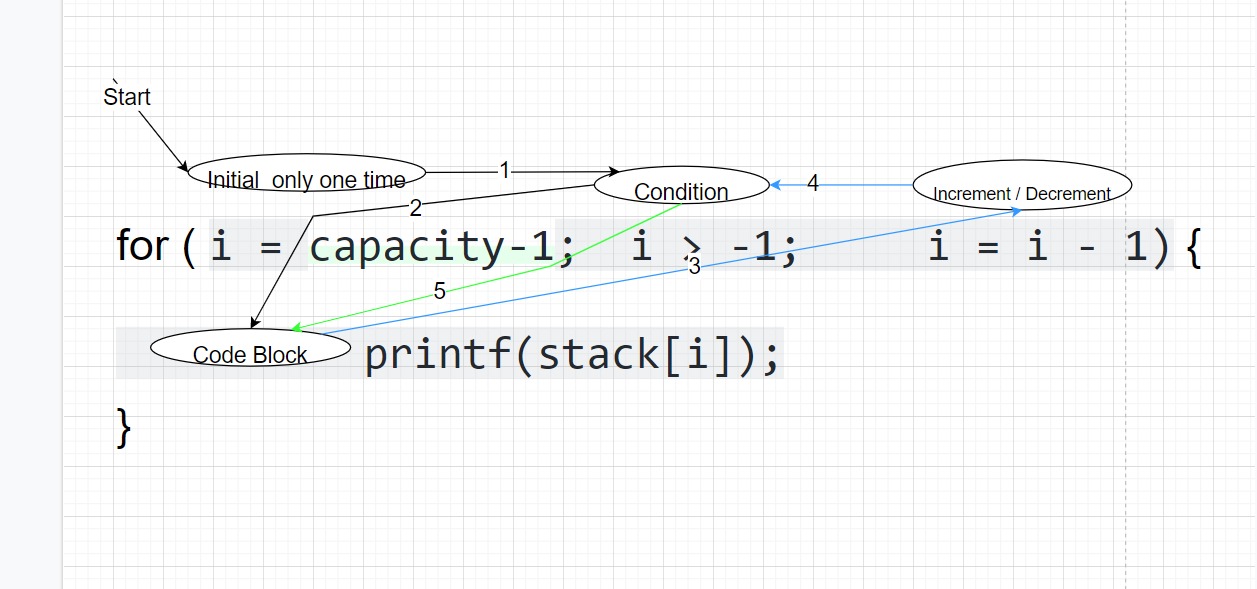 Start
Initial only one time
1
Condition
4
Increment / Decrement
2
for ( i = capacity-1; i > -1; i = i - 1) {
3
5
Code Block
printf(stack[i]);
}